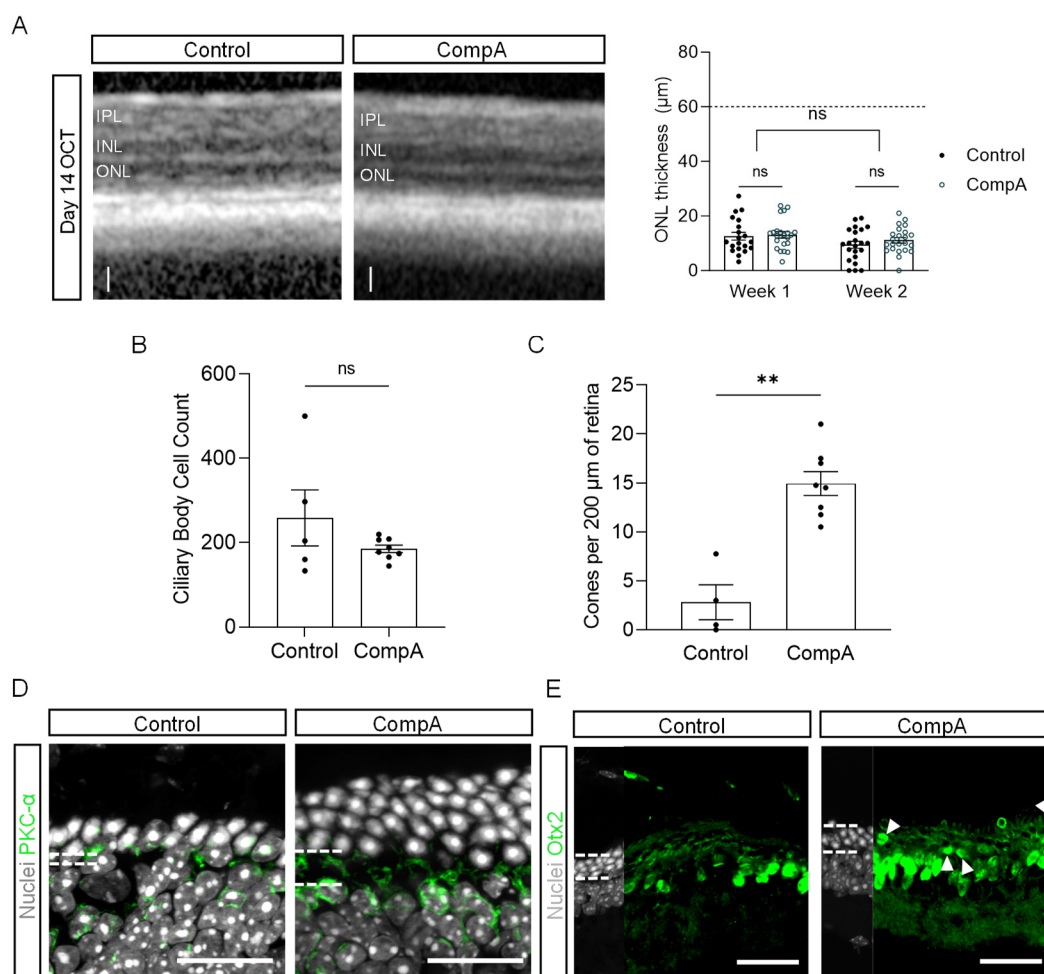 A
Control
CompA
Day 14 OCT
IPL
INL
ONL
IPL
INL
ONL
ONL thickness (μm)
80
60
40
20
0
ns
ns
ns
Week 1
Week 2
Control
CompA
B
Ciliary Body Cell Count
600
400
200
0
ns
Control
CompA
C
Cones per 200 μm of retina
25
20
15
10
5
0
**
Control
CompA
D
Control
CompA
Nuclei PKC-α
E
Control
CompA
Nuclei Otx2